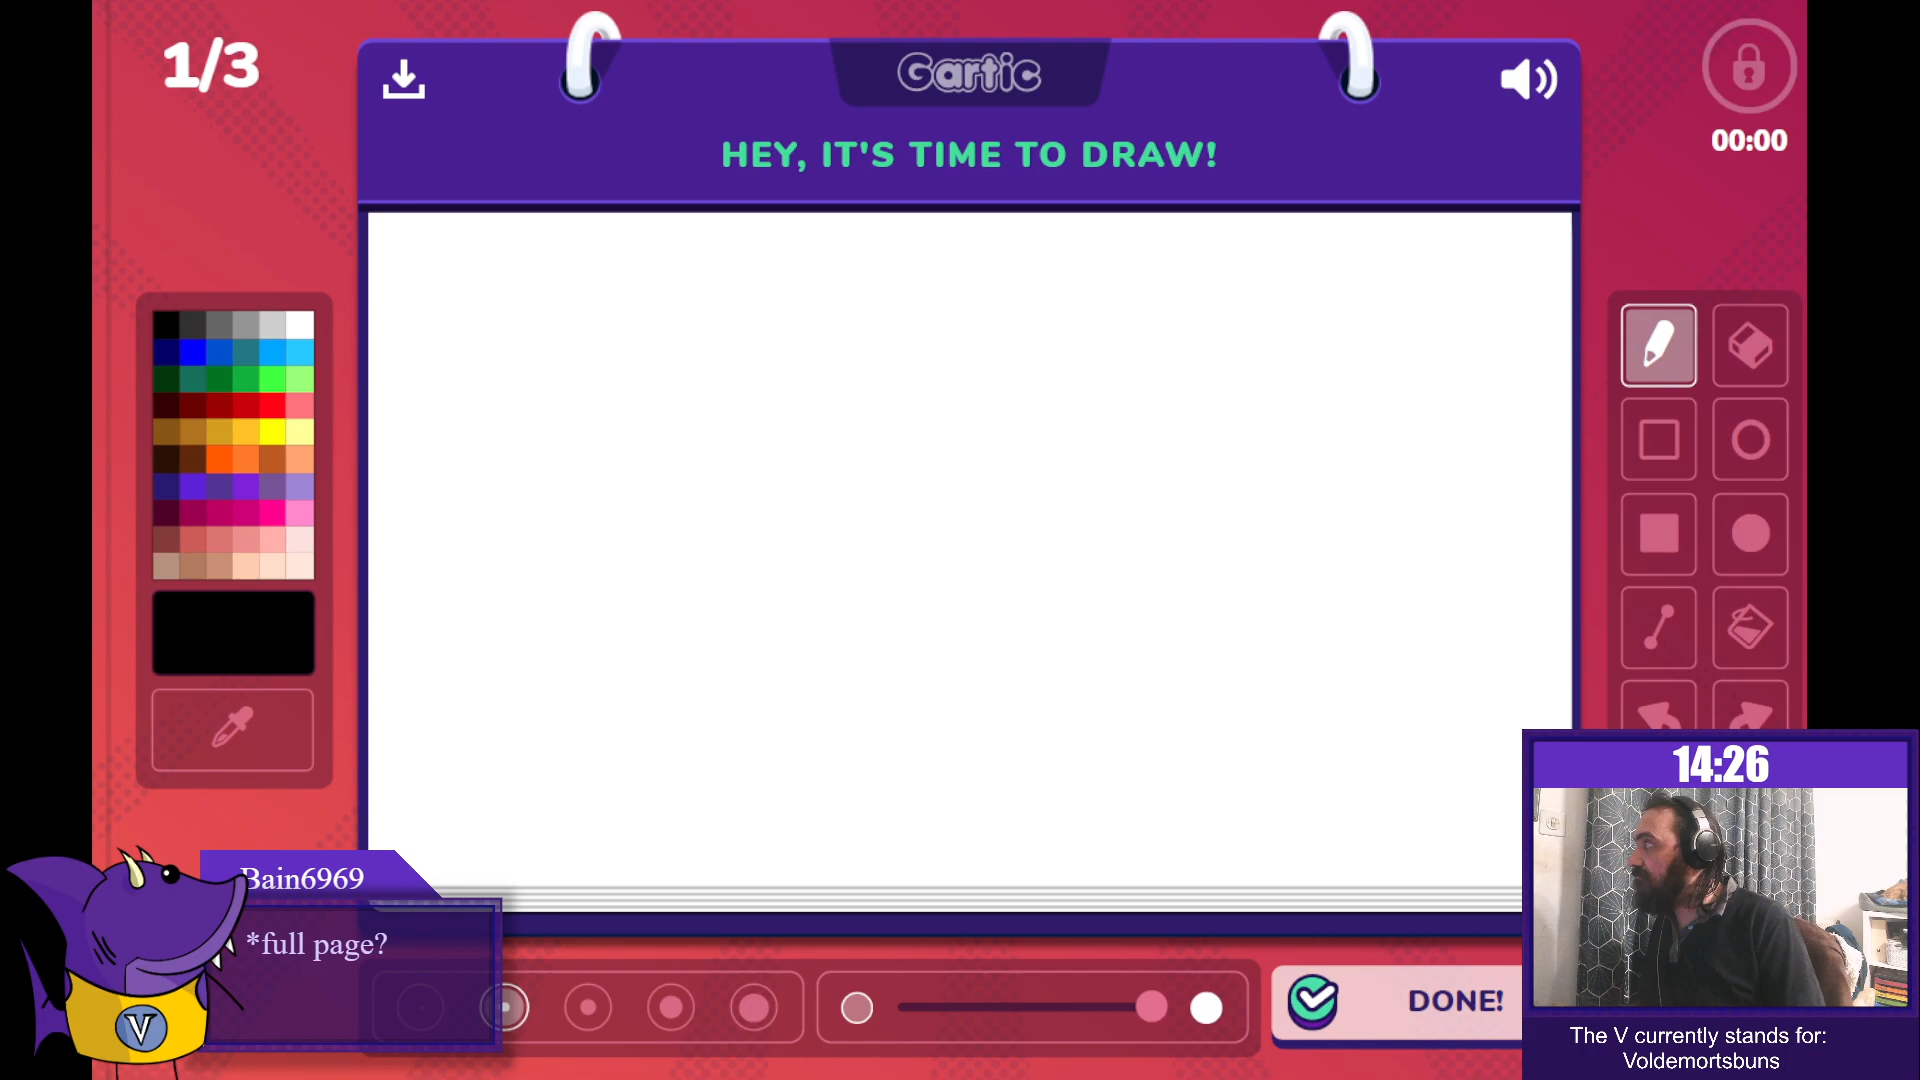 1/3
Gartic
HEY, IT'S TIME TO DRAW!
00:00
Bain6969
*full page?
V
DONE!
14:26
The V currently stands for:
Voldemortsbuns